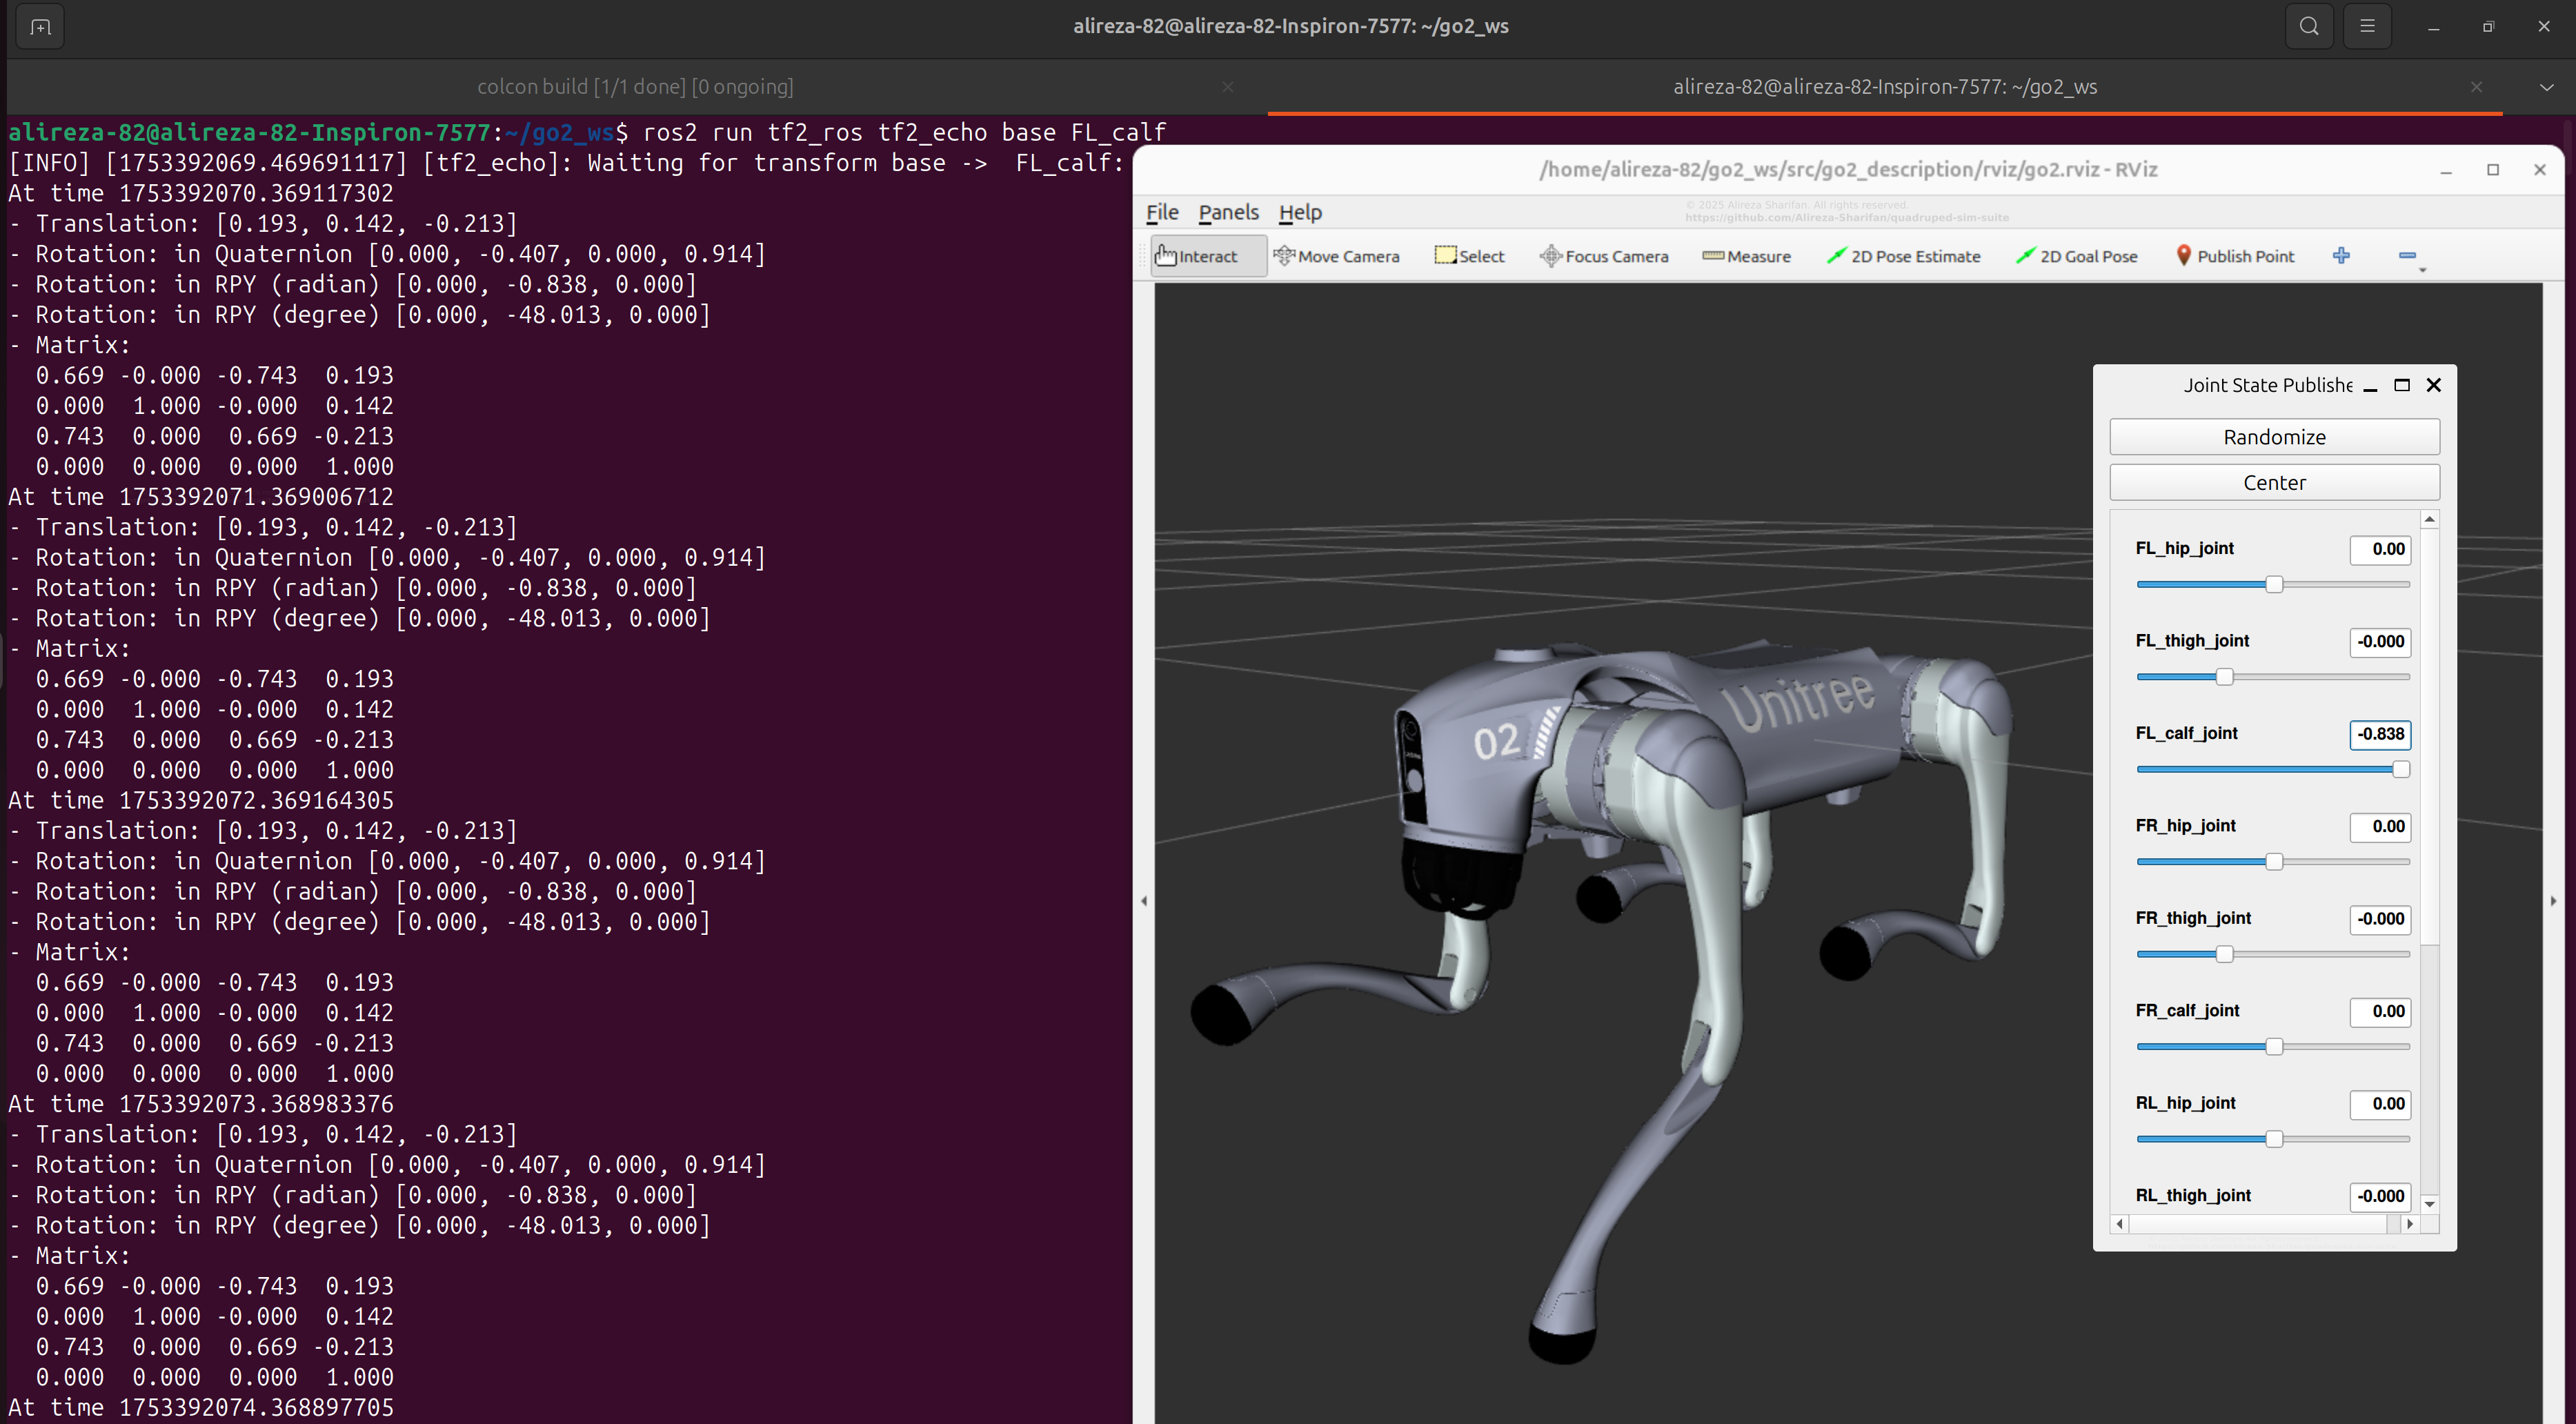 alireza-82@alireza-82-Inspiron-7577: ~/go2_ws
colcon build [1/1 done] [0 ongoing]
alireza-82@alireza-82-Inspiron-7577: ~/go2_ws
alireza-82@alireza-82-Inspiron-7577:~/go2_ws$ ros2 run tf2_ros tf2_echo base FL_calf
[INFO] [1753392069.469691117] [tf2_echo]: Waiting for transform base ->  FL_calf:
At time 1753392070.369117302
- Translation: [0.193, 0.142, -0.213]
- Rotation: in Quaternion [0.000, -0.407, 0.000, 0.914]
- Rotation: in RPY (radian) [0.000, -0.838, 0.000]
- Rotation: in RPY (degree) [0.000, -48.013, 0.000]
- Matrix:
0.669 -0.000 -0.743  0.193
0.000  1.000 -0.000  0.142
0.743  0.000  0.669 -0.213
0.000  0.000  0.000  1.000
At time 1753392071.369006712
- Translation: [0.193, 0.142, -0.213]
- Rotation: in Quaternion [0.000, -0.407, 0.000, 0.914]
- Rotation: in RPY (radian) [0.000, -0.838, 0.000]
- Rotation: in RPY (degree) [0.000, -48.013, 0.000]
- Matrix:
0.669 -0.000 -0.743  0.193
0.000  1.000 -0.000  0.142
0.743  0.000  0.669 -0.213
0.000  0.000  0.000  1.000
At time 1753392072.369164305
- Translation: [0.193, 0.142, -0.213]
- Rotation: in Quaternion [0.000, -0.407, 0.000, 0.914]
- Rotation: in RPY (radian) [0.000, -0.838, 0.000]
- Rotation: in RPY (degree) [0.000, -48.013, 0.000]
- Matrix:
0.669 -0.000 -0.743  0.193
0.000  1.000 -0.000  0.142
0.743  0.000  0.669 -0.213
0.000  0.000  0.000  1.000
At time 1753392073.368983376
- Translation: [0.193, 0.142, -0.213]
- Rotation: in Quaternion [0.000, -0.407, 0.000, 0.914]
- Rotation: in RPY (radian) [0.000, -0.838, 0.000]
- Rotation: in RPY (degree) [0.000, -48.013, 0.000]
- Matrix:
0.669 -0.000 -0.743  0.193
0.000  1.000 -0.000  0.142
0.743  0.000  0.669 -0.213
0.000  0.000  0.000  1.000
At time 1753392074.368897705
/home/alireza-82/go2_ws/src/go2_description/rviz/go2.rviz - RViz
File Panels Help
© 2025 Alireza Sharifan. All rights reserved.
https://github.com/Alireza-Sharifan/quadruped-sim-suite
Interact Move Camera Select Focus Camera Measure 2D Pose Estimate 2D Goal Pose Publish Point
Unitree
02
Joint State Publishe
Randomize
Center
FL_hip_joint 0.00
FL_thigh_joint -0.000
FL_calf_joint -0.838
FR_hip_joint 0.00
FR_thigh_joint -0.000
FR_calf_joint 0.00
RL_hip_joint 0.00
RL_thigh_joint -0.000